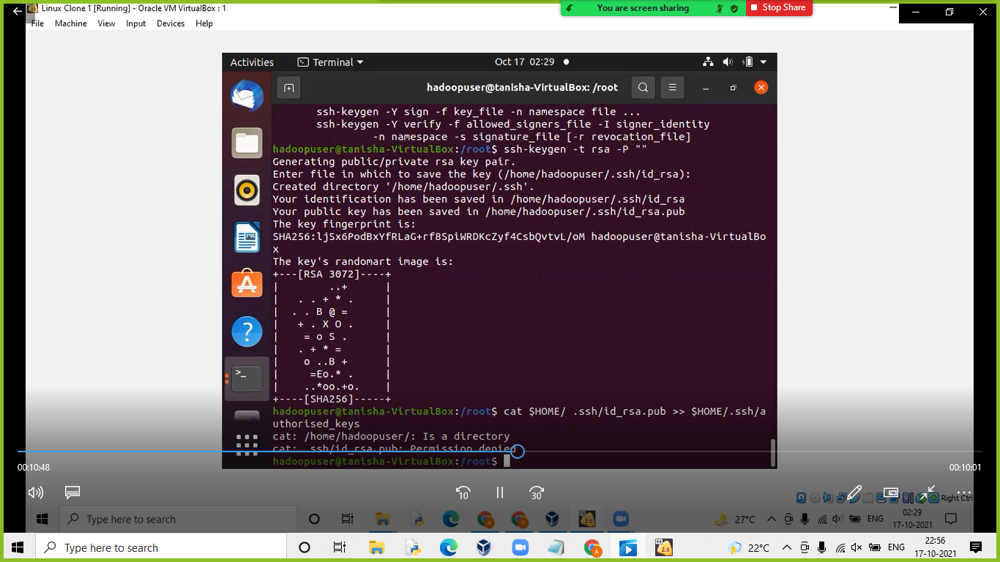 Linux Clone 1 [Running] - Oracle VM VirtualBox : 1
You are screen sharing
Stop Share
File Machine View Input Devices Help
Activities
Terminal
Oct 17 02:29
hadoopuser@tanisha-VirtualBox: /root
ssh-keygen -Y sign -f key_file -n namespace file ...
ssh-keygen -Y verify -f allowed_signers_file -I signer_identity
-n namespace -s signature_file [-r revocation_file]
hadoopuser@tanisha-VirtualBox:/root$ ssh-keygen -t rsa -P ""
Generating public/private rsa key pair.
Enter file in which to save the key (/home/hadoopuser/.ssh/id_rsa):
Created directory '/home/hadoopuser/.ssh'.
Your identification has been saved in /home/hadoopuser/.ssh/id_rsa
Your public key has been saved in /home/hadoopuser/.ssh/id_rsa.pub
The key fingerprint is:
SHA256:ljSx6PodBxYfRLaG+rf8SpiWRDKcZyf4CsbQvtvL/oM hadoopuser@tanisha-VirtualBo
x
The key's randomart image is:
+---[RSA 3072]----+
|        ..+      |
|   . . + * .     |
|  . . B @ =      |
|   + . X O .     |
|    = o S .      |
|   . + * =       |
|    o ..B +      |
|     =Eo.* .     |
|    ..*oo.+o.    |
+----[SHA256]-----+
hadoopuser@tanisha-VirtualBox:/root$ cat $HOME/ .ssh/id_rsa.pub >> $HOME/.ssh/a
uthorised_keys
cat: /home/hadoopuser/: Is a directory
cat: .ssh/id_rsa.pub: Permission denied
hadoopuser@tanisha-VirtualBox:/root$
00:10:48
00:10:01
10
30
Right Ctrl
Type here to search
27°C
ENG
02:29
17-10-2021
Type here to search
22°C
ENG
22:56
17-10-2021